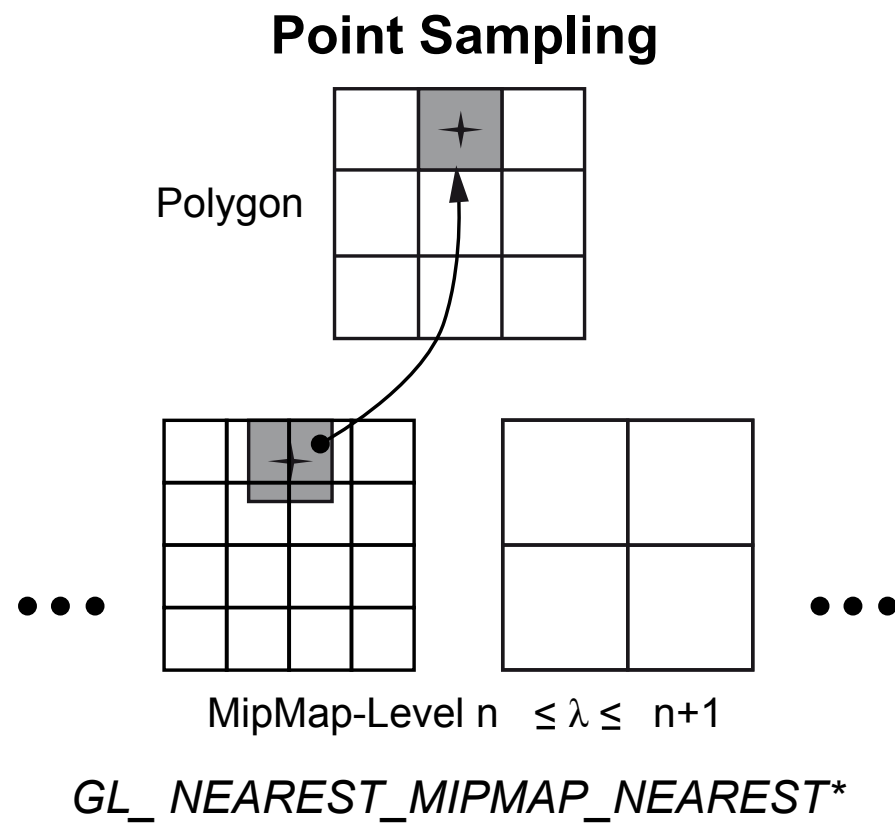 Point Sampling
Polygon
MipMap-Level n ≤ λ ≤ n+1
GL_ NEAREST_MIPMAP_NEAREST*